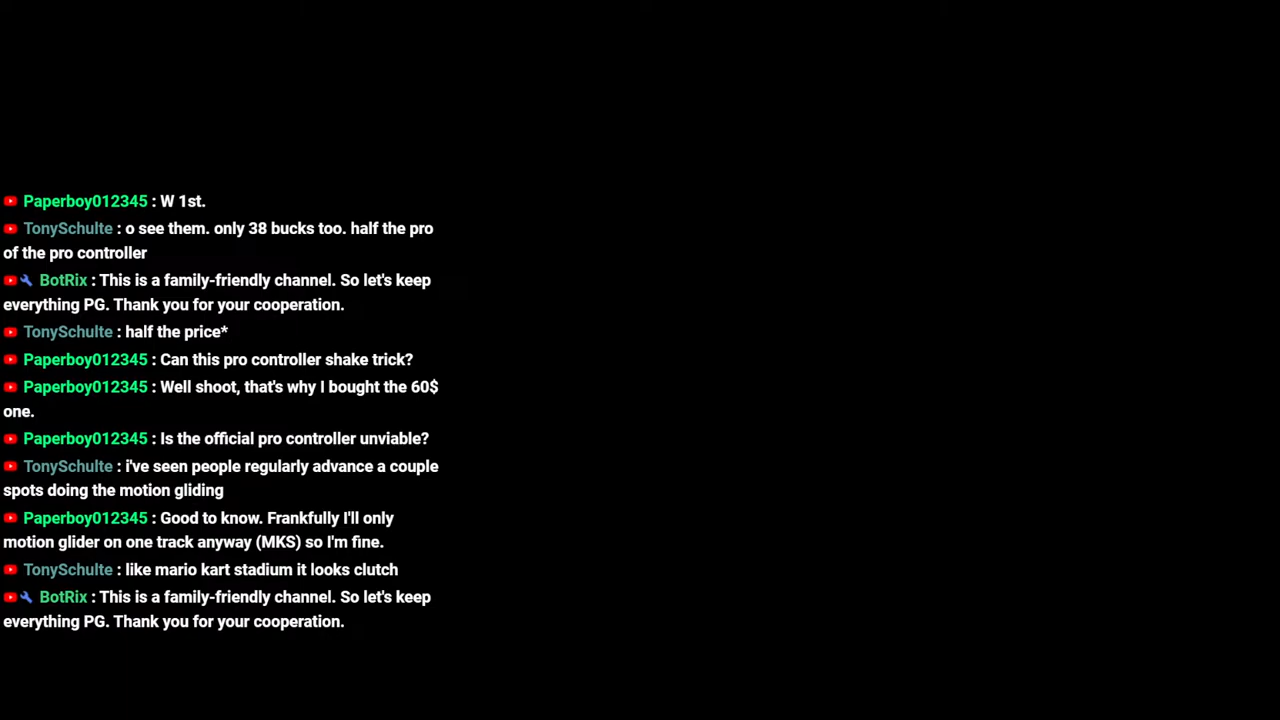 Paperboy012345 : W 1st.
TonySchulte : o see them. only 38 bucks too. half the pro
of the pro controller
BotRix : This is a family-friendly channel. So let's keep
everything PG. Thank you for your cooperation.
TonySchulte : half the price*
Paperboy012345 : Can this pro controller shake trick?
Paperboy012345 : Well shoot, that's why I bought the 60$
one.
Paperboy012345 : Is the official pro controller unviable?
TonySchulte : i've seen people regularly advance a couple
spots doing the motion gliding
Paperboy012345 : Good to know. Frankfully I'll only
motion glider on one track anyway (MKS) so I'm fine.
TonySchulte : like mario kart stadium it looks clutch
BotRix : This is a family-friendly channel. So let's keep
everything PG. Thank you for your cooperation.